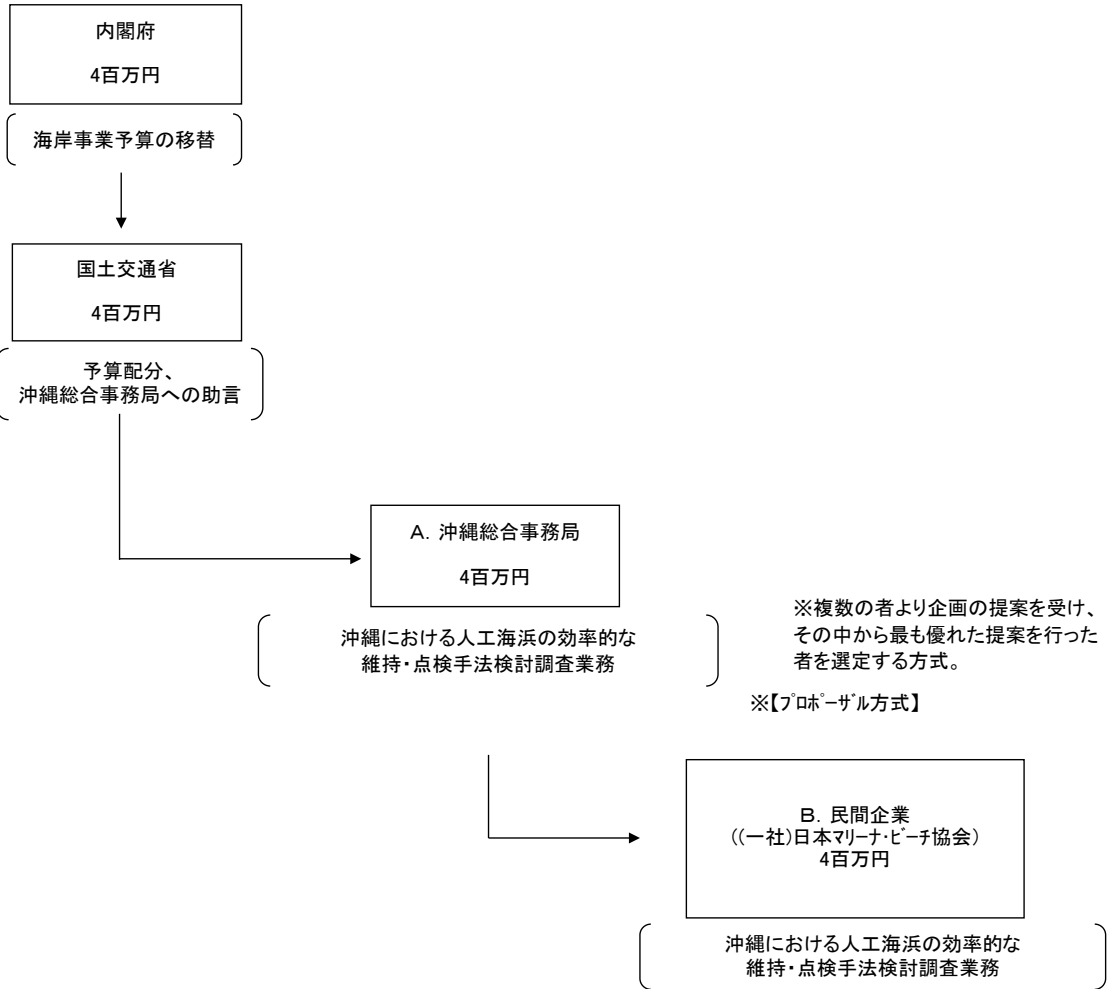 内閣府
4百万円
海岸事業予算の移替
国土交通省
4百万円
予算配分、
沖縄総合事務局への助言
A. 沖縄総合事務局
4百万円
沖縄における人工海浜の効率的な
維持・点検手法検討調査業務
※複数の者より企画の提案を受け、
その中から最も優れた提案を行った
者を選定する方式。
※【ﾌﾟﾛﾎﾟｰｻﾞﾙ方式】
B. 民間企業
((一社)日本ﾏﾘｰﾅ･ﾋﾞｰﾁ協会)
4百万円
沖縄における人工海浜の効率的な
維持・点検手法検討調査業務